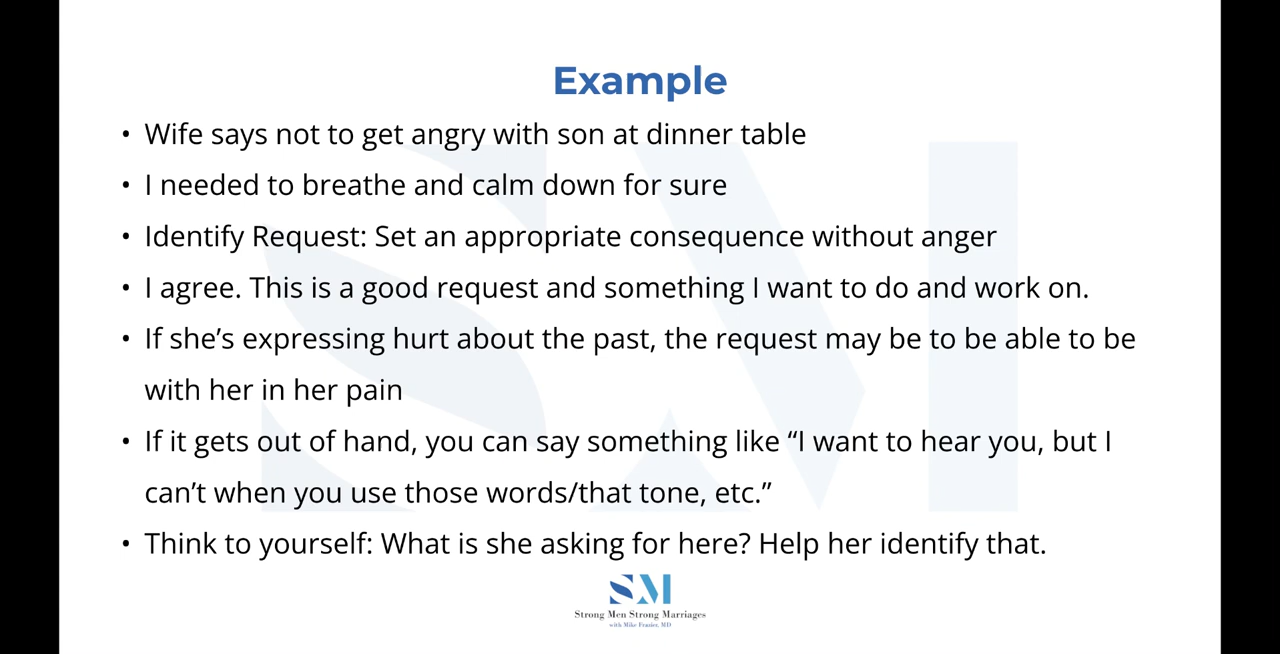 Example
• Wife says not to get angry with son at dinner table
• I needed to breathe and calm down for sure
• Identify Request: Set an appropriate consequence without anger
• I agree. This is a good request and something I want to do and work on.
• If she’s expressing hurt about the past, the request may be to be able to be
with her in her pain
• If it gets out of hand, you can say something like “I want to hear you, but I
can’t when you use those words/that tone, etc.”
• Think to yourself: What is she asking for here? Help her identify that.
SM
Strong Men Strong Marriages
with Mike Frazier, MD